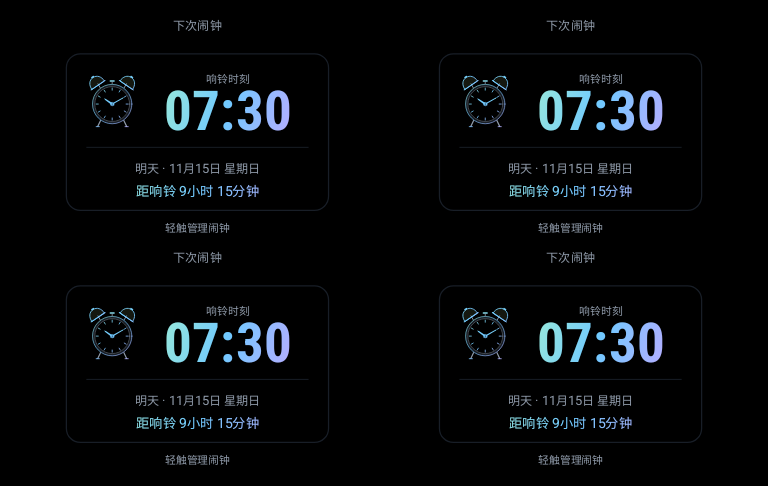 下次闹钟
响铃时刻
07:30
明天 · 11月15日 星期日
距响铃 9小时 15分钟
轻触管理闹钟
下次闹钟
响铃时刻
07:30
明天 · 11月15日 星期日
距响铃 9小时 15分钟
轻触管理闹钟
下次闹钟
响铃时刻
07:30
明天 · 11月15日 星期日
距响铃 9小时 15分钟
轻触管理闹钟
下次闹钟
响铃时刻
07:30
明天 · 11月15日 星期日
距响铃 9小时 15分钟
轻触管理闹钟